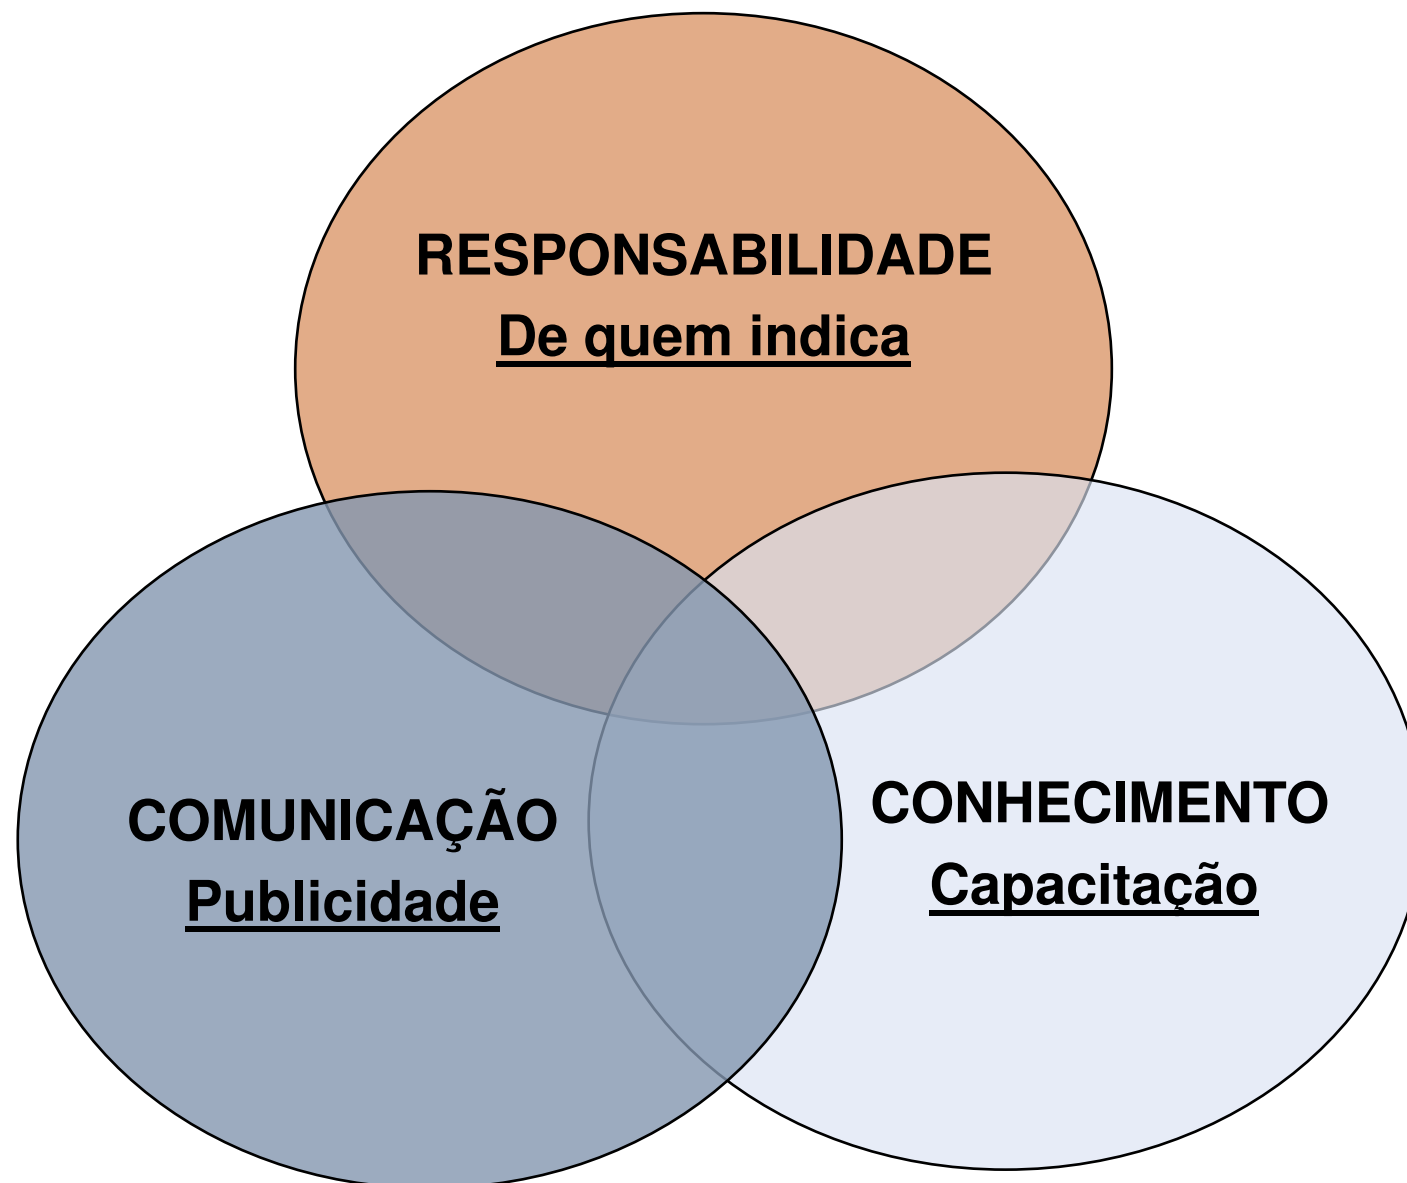 RESPONSABILIDADE
De quem indica
COMUNICAÇÃO
Publicidade
CONHECIMENTO
Capacitação